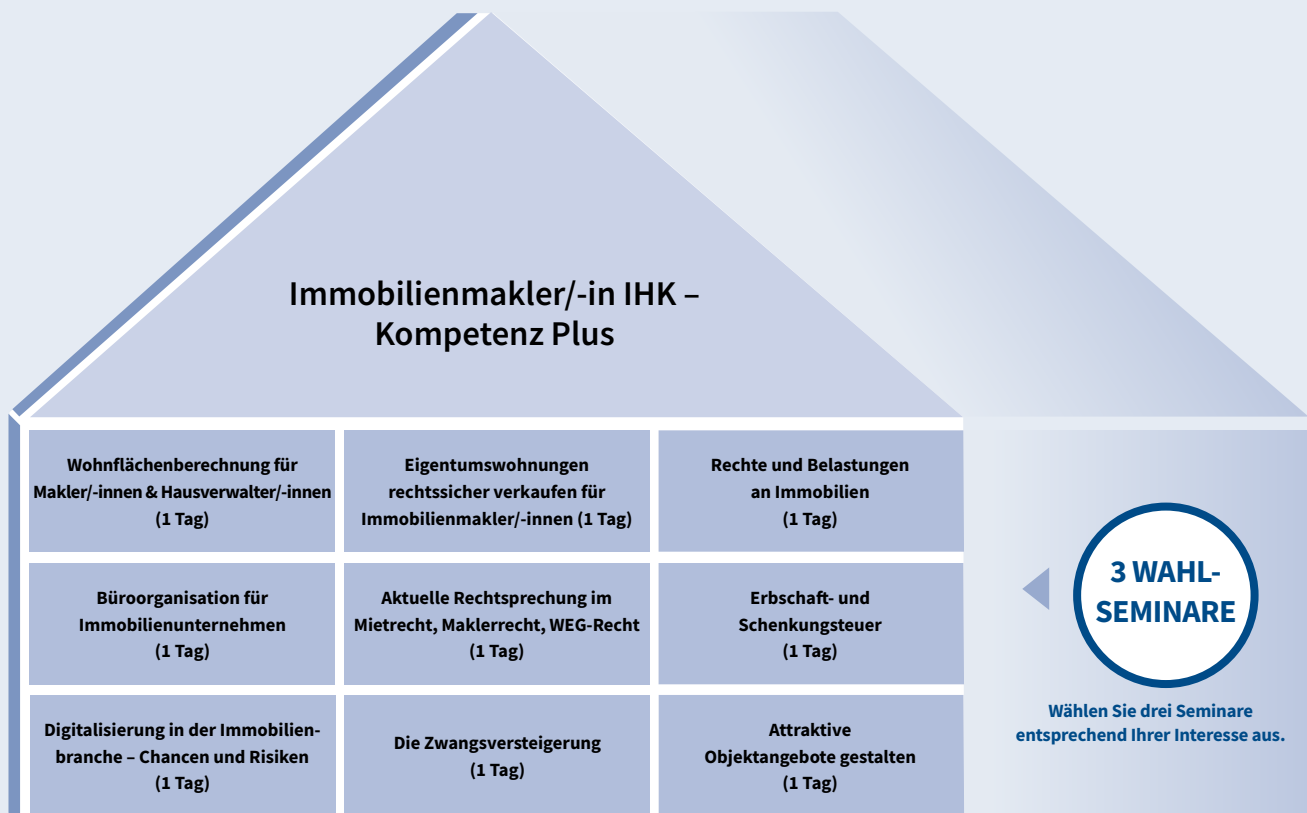 Immobilienmakler/-in IHK –
Kompetenz Plus
Wohnflächenberechnung für
Makler/-innen & Hausverwalter/-innen
(1 Tag)
Eigentumswohnungen
rechtssicher verkaufen für
Immobilienmakler/-innen (1 Tag)
Rechte und Belastungen
an Immobilien
(1 Tag)
Büroorganisation für
Immobilienunternehmen
(1 Tag)
Aktuelle Rechtsprechung im
Mietrecht, Maklerrecht, WEG-Recht
(1 Tag)
Erbschaft- und
Schenkungsteuer
(1 Tag)
Digitalisierung in der Immobilien-
branche – Chancen und Risiken
(1 Tag)
Die Zwangsversteigerung
(1 Tag)
Attraktive
Objektangebote gestalten
(1 Tag)
3 WAHL-
SEMINARE
Wählen Sie drei Seminare
entsprechend Ihrer Interesse aus.